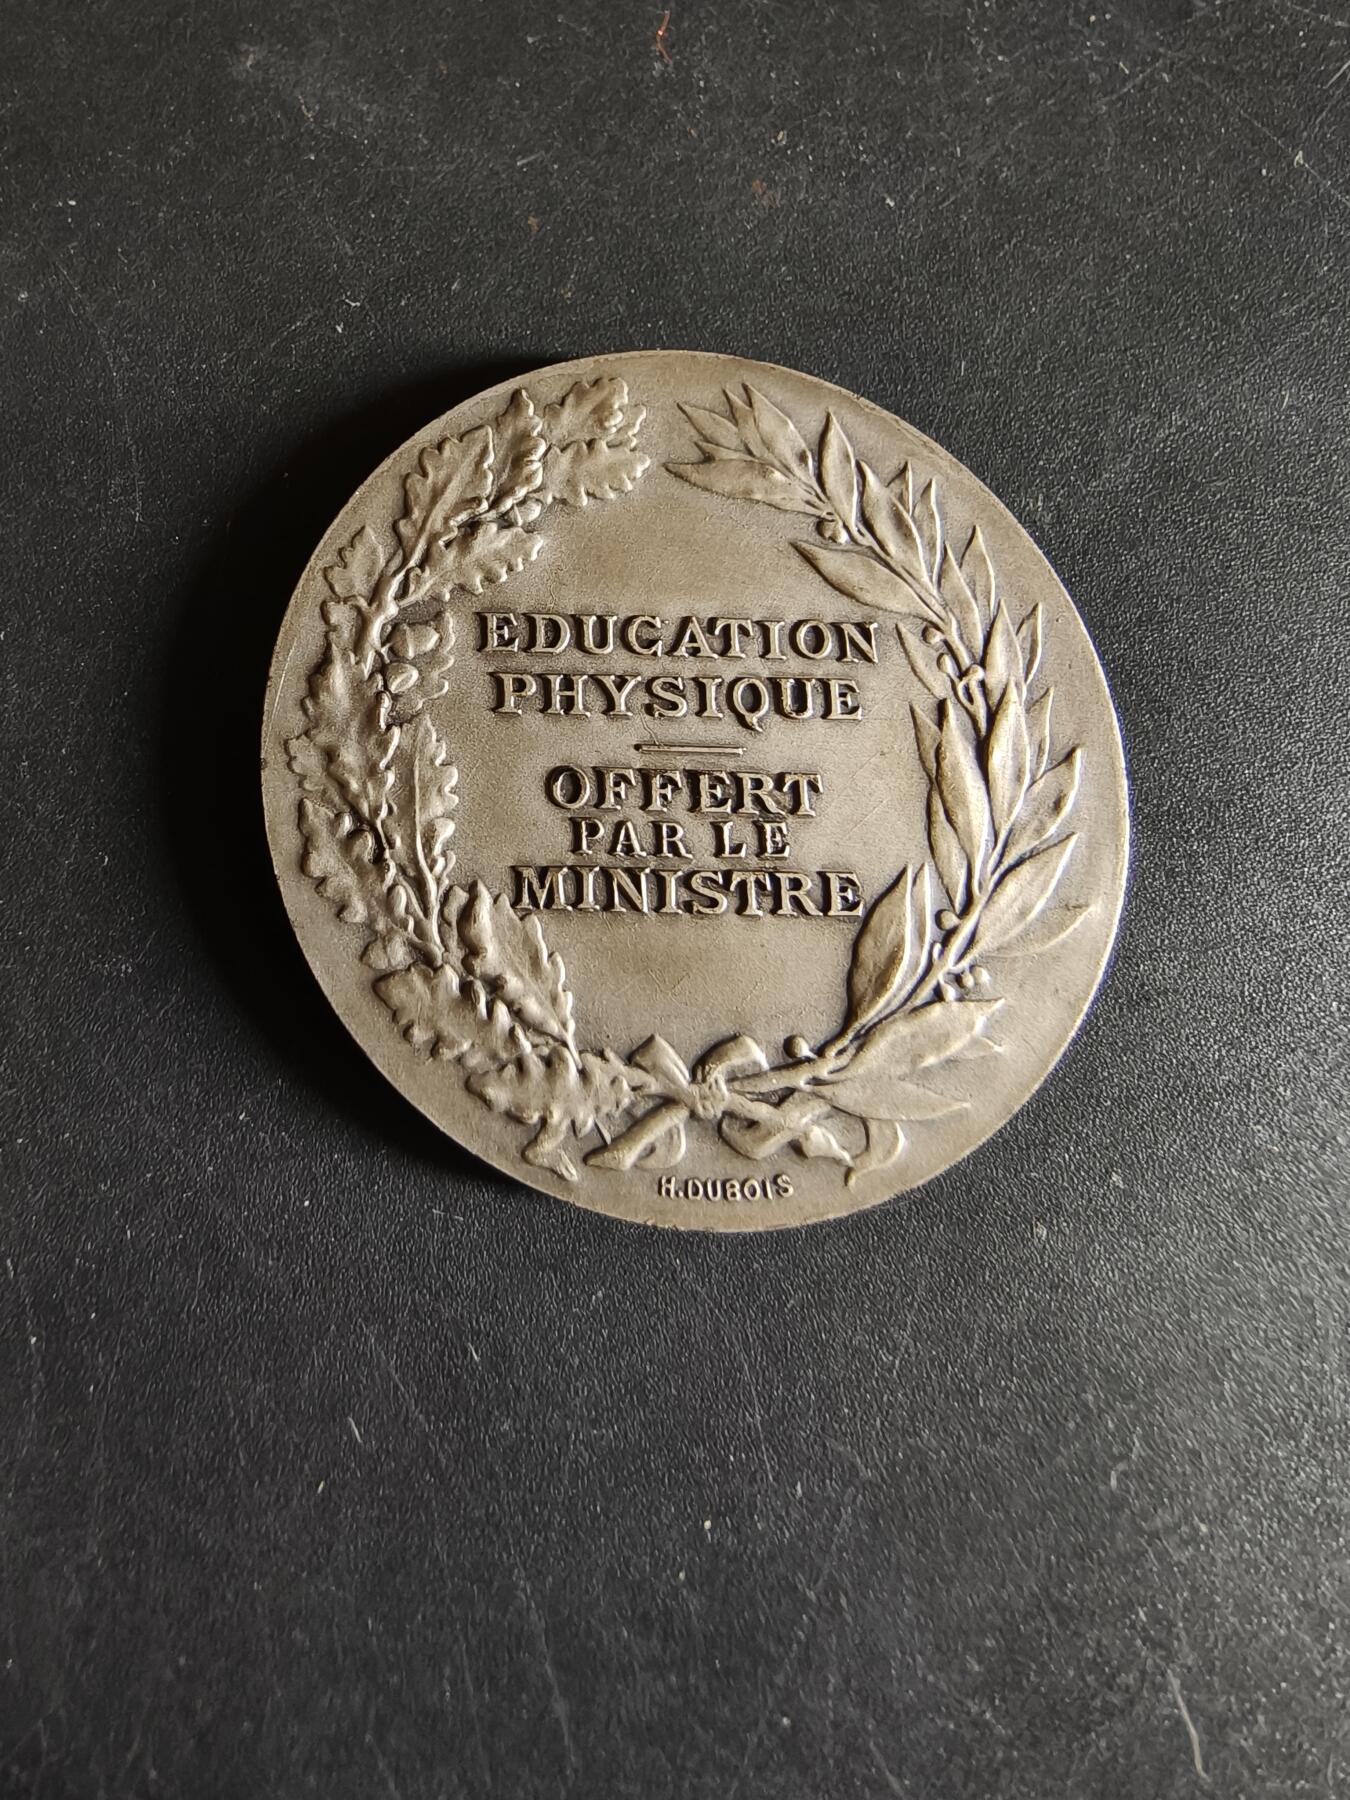 EDUCATION
PHYSIQUE
OFFERT
PAR LE
MINISTRE
H.DUBOIS